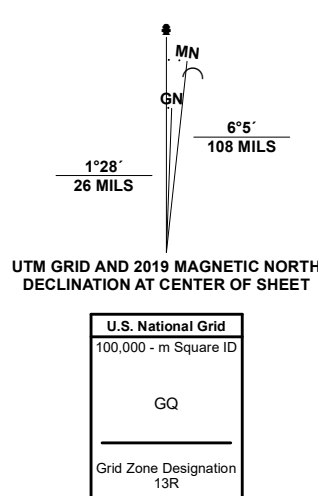 MN
GN
6°5´
108 MILS
1°28´
26 MILS
UTM GRID AND 2019 MAGNETIC NORTH
DECLINATION AT CENTER OF SHEET
U.S. National Grid
100,000 - m Square ID
GQ
Grid Zone Designation
13R